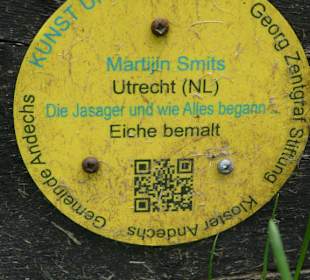 KUNST
Martijn Smits
Utrecht (NL)
Die Jasager und wie Alles begann...
Eiche bemalt
Georg Zentgraf Stiftung
Kloster Andechs
Gemeinde Andechs